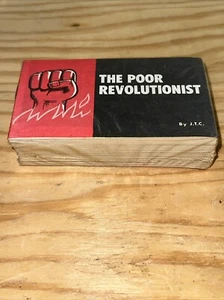 THE POOR
REVOLUTIONIST
By J.T.C.